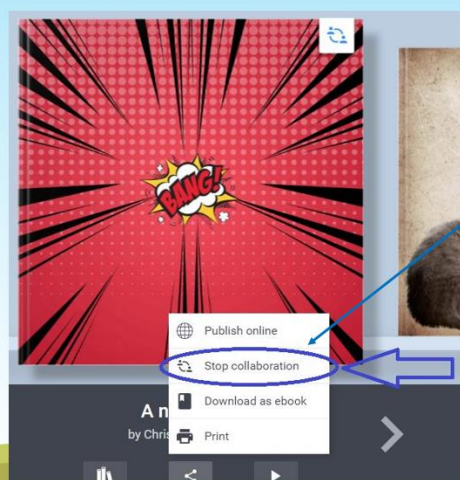 BANG!
Publish online
Stop collaboration
Download as ebook
Print
A n
by Chris